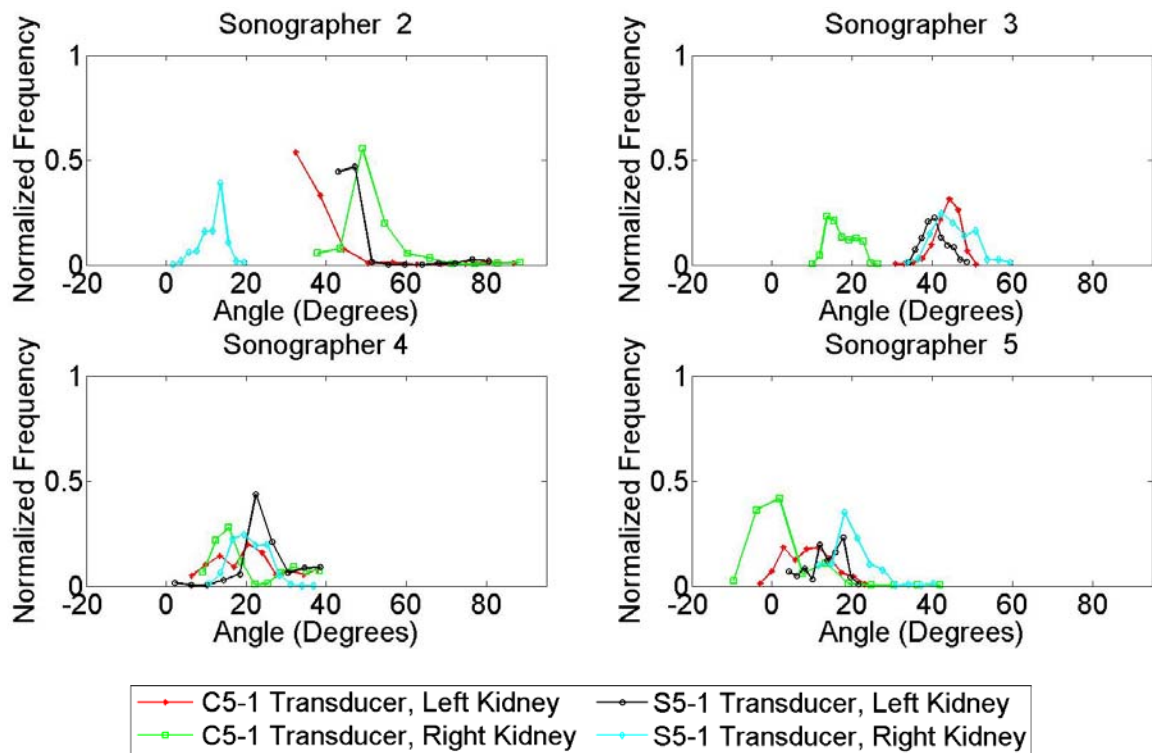 Sonographer 2
Normalized Frequency
1
0.5
0
-20 0 20 40 60 80
Angle (Degrees)
Sonographer 3
Normalized Frequency
1
0.5
0
-20 0 20 40 60 80
Angle (Degrees)
Sonographer 4
Normalized Frequency
1
0.5
0
-20 0 20 40 60 80
Angle (Degrees)
Sonographer 5
Normalized Frequency
1
0.5
0
-20 0 20 40 60 80
Angle (Degrees)
C5-1 Transducer, Left Kidney
C5-1 Transducer, Right Kidney
S5-1 Transducer, Left Kidney
S5-1 Transducer, Right Kidney